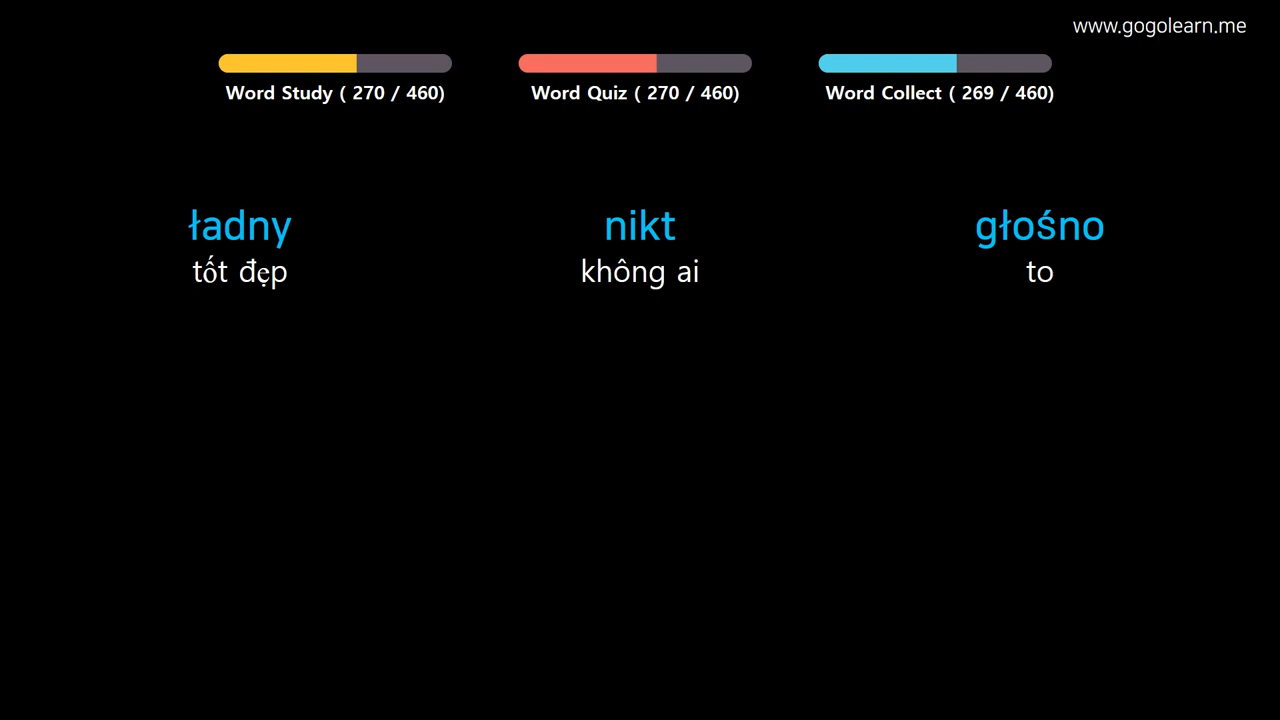 www.gogolearn.me
Word Study ( 270 / 460)
Word Quiz ( 270 / 460)
Word Collect ( 269 / 460)
ładny
tốt đẹp
nikt
không ai
głośno
to